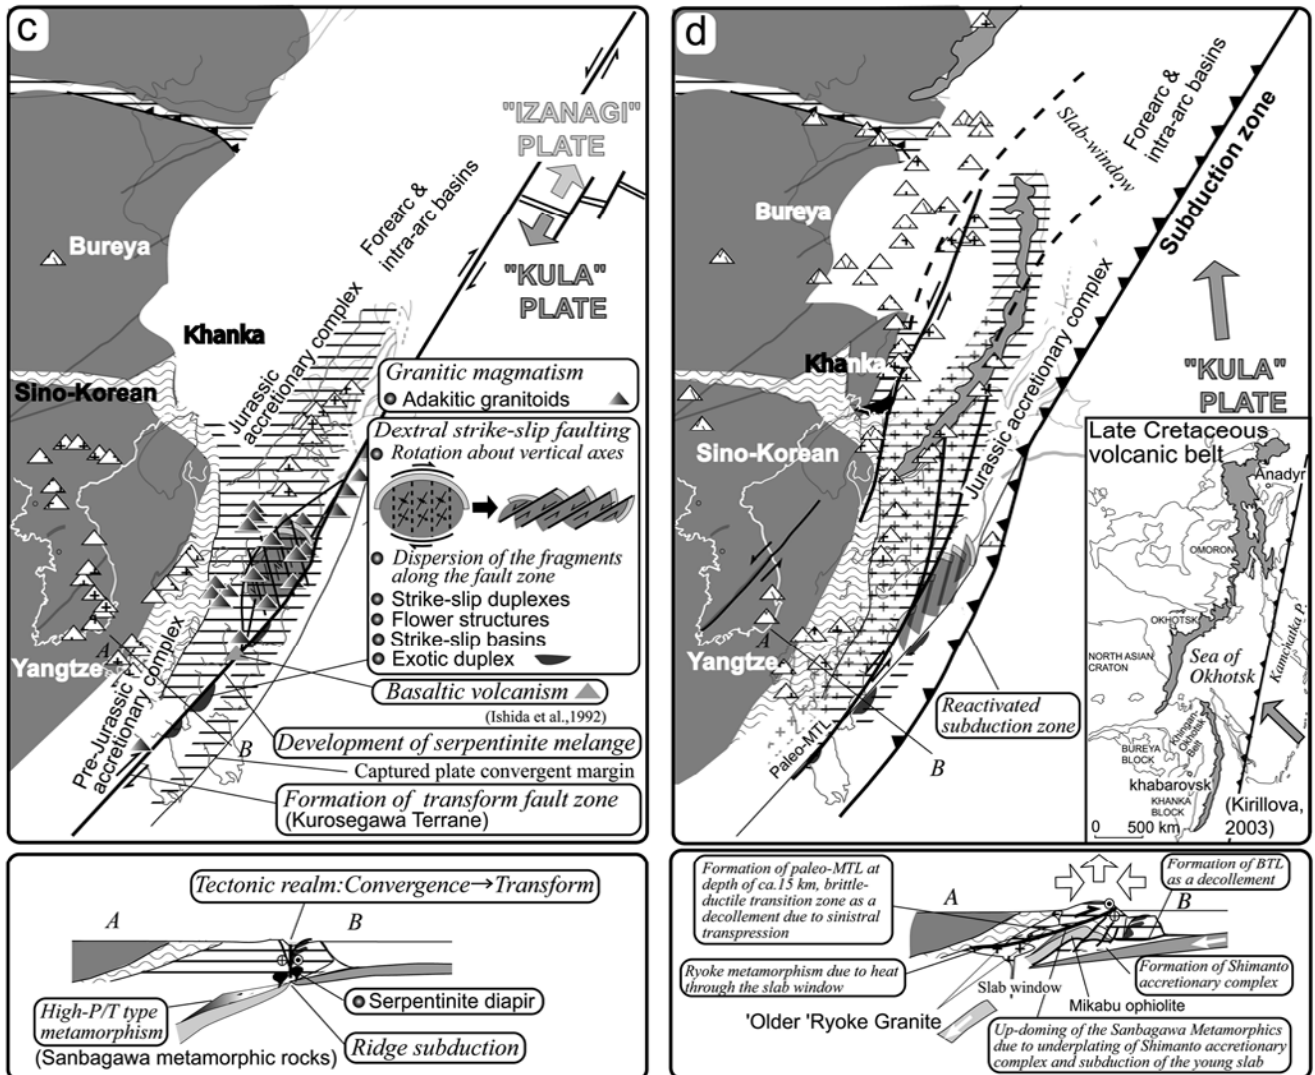 c
"IZANAGI"
PLATE
Forearc &
intra-arc basins
"KULA"
PLATE
Bureya
Khanka
Sino-Korean
Jurassic
accretionary complex
Yangtze
Pre-Jurassic
accretionary complex
A
B
Granitic magmatism
Adakitic granitoids
Dextral strike-slip faulting
Rotation about vertical axes
Dispersion of the fragments
along the fault zone
Strike-slip duplexes
Flower structures
Strike-slip basins
Exotic duplex
Basaltic volcanism
(Ishida et al.,1992)
Development of serpentinite melange
Captured plate convergent margin
Formation of transform fault zone
(Kurosegawa Terrane)
Tectonic realm:Convergence→Transform
A
B
High-P/T type
metamorphism
(Sanbagawa metamorphic rocks)
Serpentinite diapir
Ridge subduction
d
Slab-window
Forearc &
intra-arc basins
Subduction zone
Bureya
"KULA"
PLATE
Khanka
Sino-Korean
Jurassic accretionary complex
Yangtze
A
Paleo-MTL
B
Reactivated
subduction zone
Late Cretaceous
volcanic belt
Anadyr
OMORON
OKHOTSK
NORTH ASIAN
CRATON
Sea of
Okhotsk
Kamchatka P.
Khingan-
Okhotsk
Belt
BUREYA
BLOCK
khabarovsk
KHANKA
BLOCK
0 500 km
(Kirillova,
2003)
Formation of paleo-MTL at
depth of ca.15 km, brittle-
ductile transition zone as a
decollement due to sinistral
transpression
Formation of BTL
as a decollement
A
B
Ryoke metamorphism due to heat
through the slab window
Slab window
Formation of Shimanto
accretionary complex
Mikabu ophiolite
'Older 'Ryoke Granite
Up-doming of the Sanbagawa Metamorphics
due to underplating of Shimanto accretionary
complex and subduction of the young slab